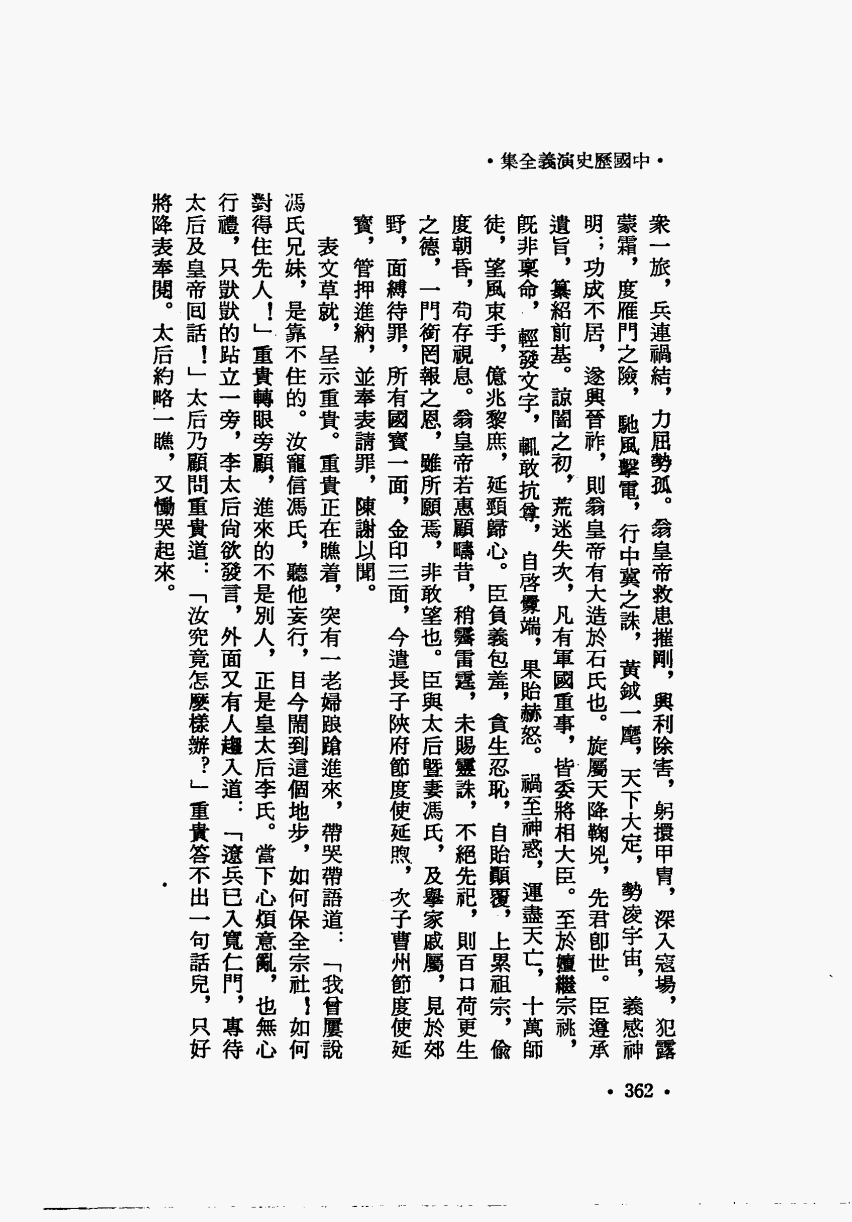 •中國歷史演義全集•
衆一旅，兵連禍結，力屈勢孤。翁皇帝救患摧剛，興利除害，躬擐甲胄，深入寇場，犯露
蒙霜，度雁門之險，馳風擊電，行中冀之誅，黃鉞一麾，天下大定，勢凌宇宙，義感神
明；功成不居，遂興晉祚，則翁皇帝有大造於石氏也。旋屬天降鞠兇，先君卽世。臣遵承
遺旨，纂紹前基。諒闇之初，荒迷失次，凡有軍國重事，皆委將相大臣。至於擅繼宗祧，
旣非稟命，輕發文字，輒敢抗尊，自啓釁端，果貽赫怒。禍至神惑，運盡天亡，十萬師
徒，望風束手，億兆黎庶，延頸歸心。臣負義包羞，貪生忍恥，自貽顚覆，上累祖宗，偸
度朝昏，苟存視息。翁皇帝若惠顧疇昔，稍霽雷霆，未賜靈誅，不絕先祀，則百口荷更生
之德，一門銜罔報之恩，雖所願焉，非敢望也。臣與太后曁妻馮氏，及擧家戚屬，見於郊
野，面縛待罪，所有國寶一面，金印三面，今遣長子陝府節度使延煦，次子曹州節度使延
寳，管押進納，並奉表請罪，陳謝以聞。
表文草就，呈示重貴。重貴正在瞧着，突有一老婦踉蹌進來，帶哭帶語道：「我曾屢說
馮氏兄妹，是靠不住的。汝寵信馮氏，聽他妄行，目今鬧到這個地步，如何保全宗社！如何
對得住先人！」重貴轉眼旁顧，進來的不是別人，正是皇太后李氏。當下心煩意亂，也無心
行禮，只獃獃的跕立一旁，李太后尙欲發言，外面又有人趨入道：「遼兵已入寬仁門，專待
太后及皇帝囘話！」太后乃顧問重貴道：「汝究竟怎麽樣辦？」重貴答不出一句話兒，只好
將降表奉閱。太后約略一瞧，又慟哭起來。
•362•